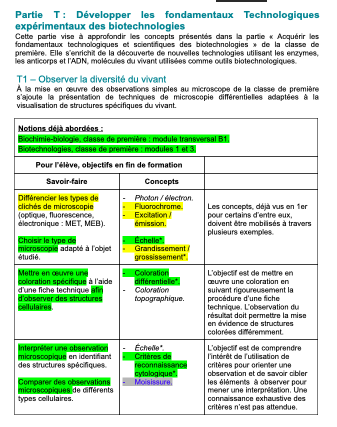 Partie T : Développer les fondamentaux Technologiques
expérimentaux des biotechnologies
Cette partie vise à approfondir les concepts présentés dans la partie « Acquérir les
fondamentaux technologiques et scientifiques des biotechnologies » de la classe de
première. Elle s'enrichit de la découverte de nouvelles technologies utilisant les enzymes,
les anticorps et l'ADN, molécules du vivant utilisées comme outils biotechnologiques.
T1 – Observer la diversité du vivant
À la mise en œuvre des observations simples au microscope de la classe de première
s'ajoute la présentation de techniques de microscopie différentielles adaptées à la
visualisation de structures spécifiques du vivant.
Notions déjà abordées :
Biochimie-biologie, classe de première : module transversal B1.
Biotechnologies, classe de première : modules 1 et 3.
Pour l'élève, objectifs en fin de formation
Savoir-faire
Concepts
Différencier les types de
clichés de microscopie
(optique, fluorescence,
électronique : MET, MEB).
Choisir le type de
microscopie adapté à l'objet
étudié.
- Photon / électron.
- Fluorochrome.
- Excitation /
émission.
- Échelle*.
- Grandissement /
grossissement*.
Les concepts, déjà vus en 1er
pour certains d'entre eux,
doivent être mobilisés à travers
plusieurs exemples.
Mettre en œuvre une
coloration spécifique à l'aide
d'une fiche technique afin
d'observer des structures
cellulaires.
- Coloration
différentielle*.
- Coloration
topographique.
L'objectif est de mettre en
œuvre une coloration en
suivant rigoureusement la
procédure d'une fiche
technique. L'observation du
résultat doit permettre la mise
en évidence de structures
colorées différemment.
Interpréter une observation
microscopique en identifiant
des structures spécifiques.
Comparer des observations
microscopiques de différents
types cellulaires.
- Échelle*.
- Critères de
reconnaissance
cytologique*.
- Moisissure.
L'objectif est de comprendre
l'intérêt de l'utilisation de
critères pour orienter une
observation et de savoir cibler
les éléments à observer pour
mener une interprétation. Une
connaissance exhaustive des
critères n'est pas attendue.